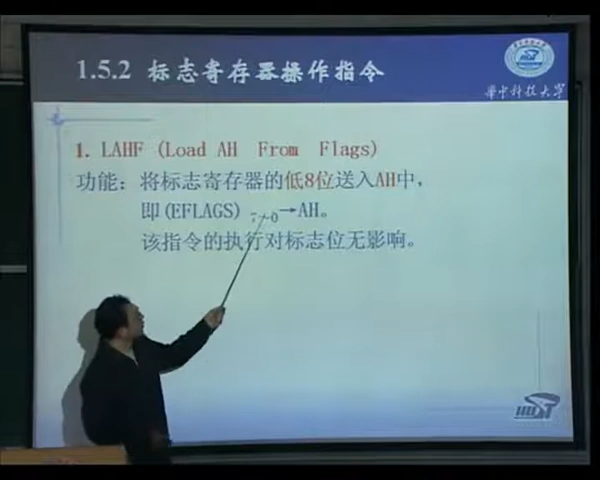 1.5.2 标志寄存器操作指令
华中科技大学
1. LAHF (Load AH From Flags)
功能：将标志寄存器的低8位送入AH中，
即(EFLAGS) 7→0→AH。
该指令的执行对标志位无影响。